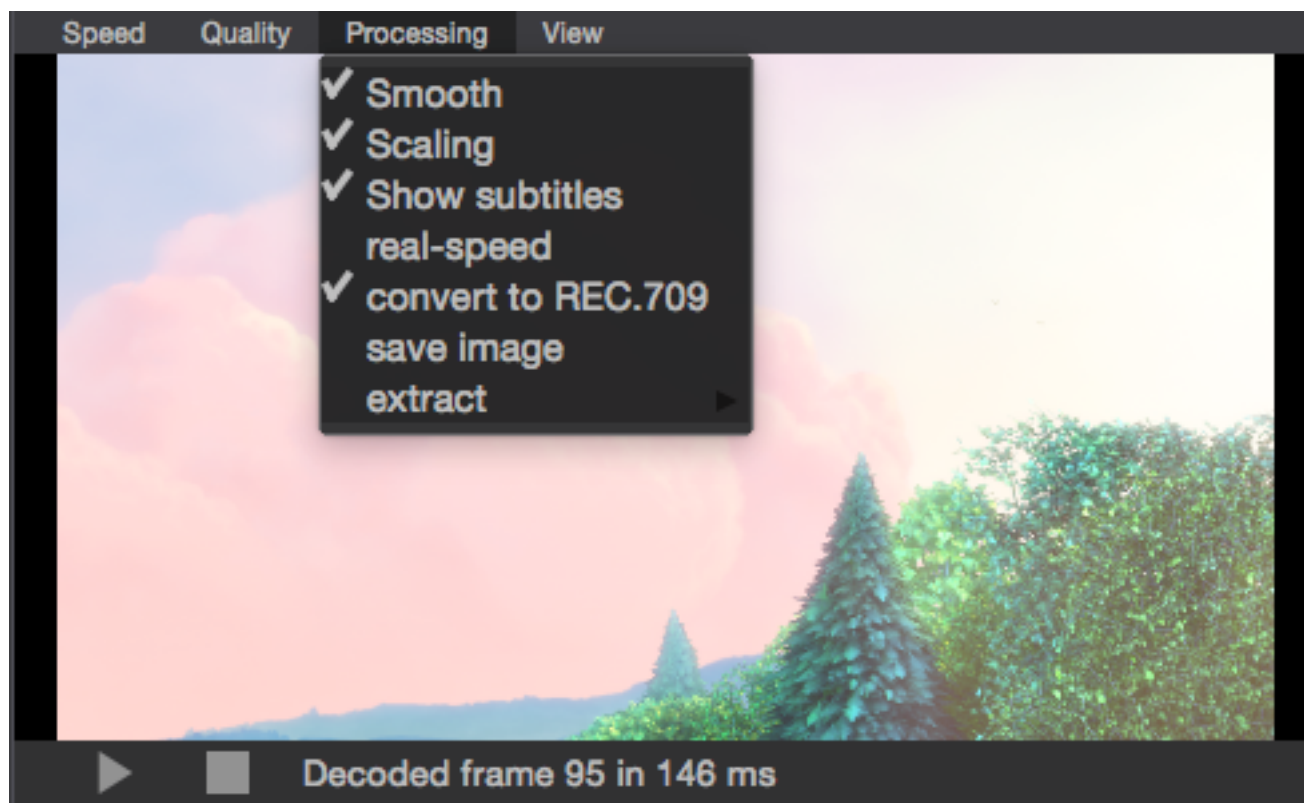 Speed Quality Processing View
Smooth
Scaling
Show subtitles
real-speed
convert to REC.709
save image
extract
Decoded frame 95 in 146 ms